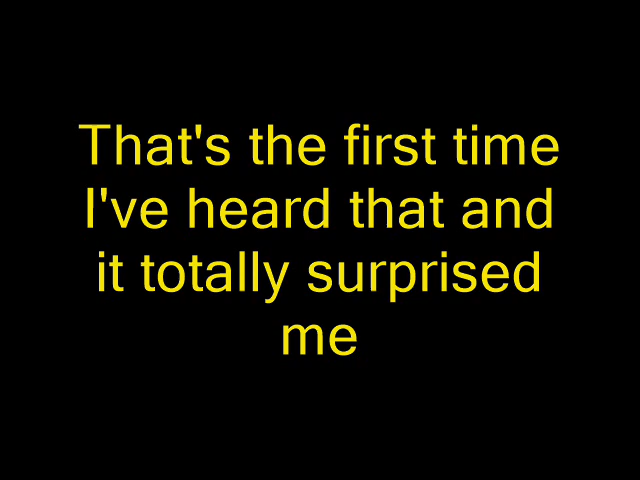 That's the first time
I've heard that and
it totally surprised
me